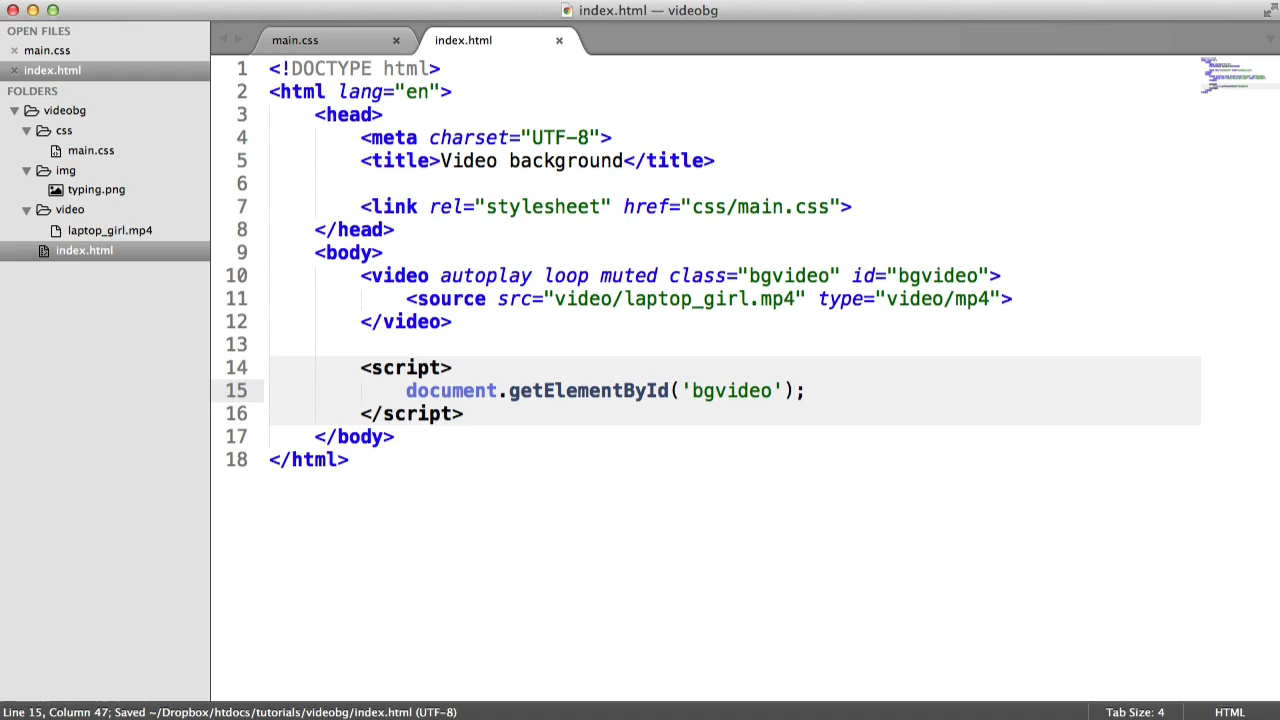 index.html — videobg
OPEN FILES
main.css
index.html
FOLDERS
videobg
css
main.css
img
typing.png
video
laptop_girl.mp4
index.html
main.css
index.html
1 <!DOCTYPE html>
2 <html lang="en">
3 <head>
4 <meta charset="UTF-8">
5 <title>Video background</title>
6
7 <link rel="stylesheet" href="css/main.css">
8 </head>
9 <body>
10 <video autoplay loop muted class="bgvideo" id="bgvideo">
11 <source src="video/laptop_girl.mp4" type="video/mp4">
12 </video>
13
14 <script>
15 document.getElementById('bgvideo');
16 </script>
17 </body>
18 </html>
Line 15, Column 47; Saved ~/Dropbox/htdocs/tutorials/videobg/index.html (UTF-8)
Tab Size: 4
HTML